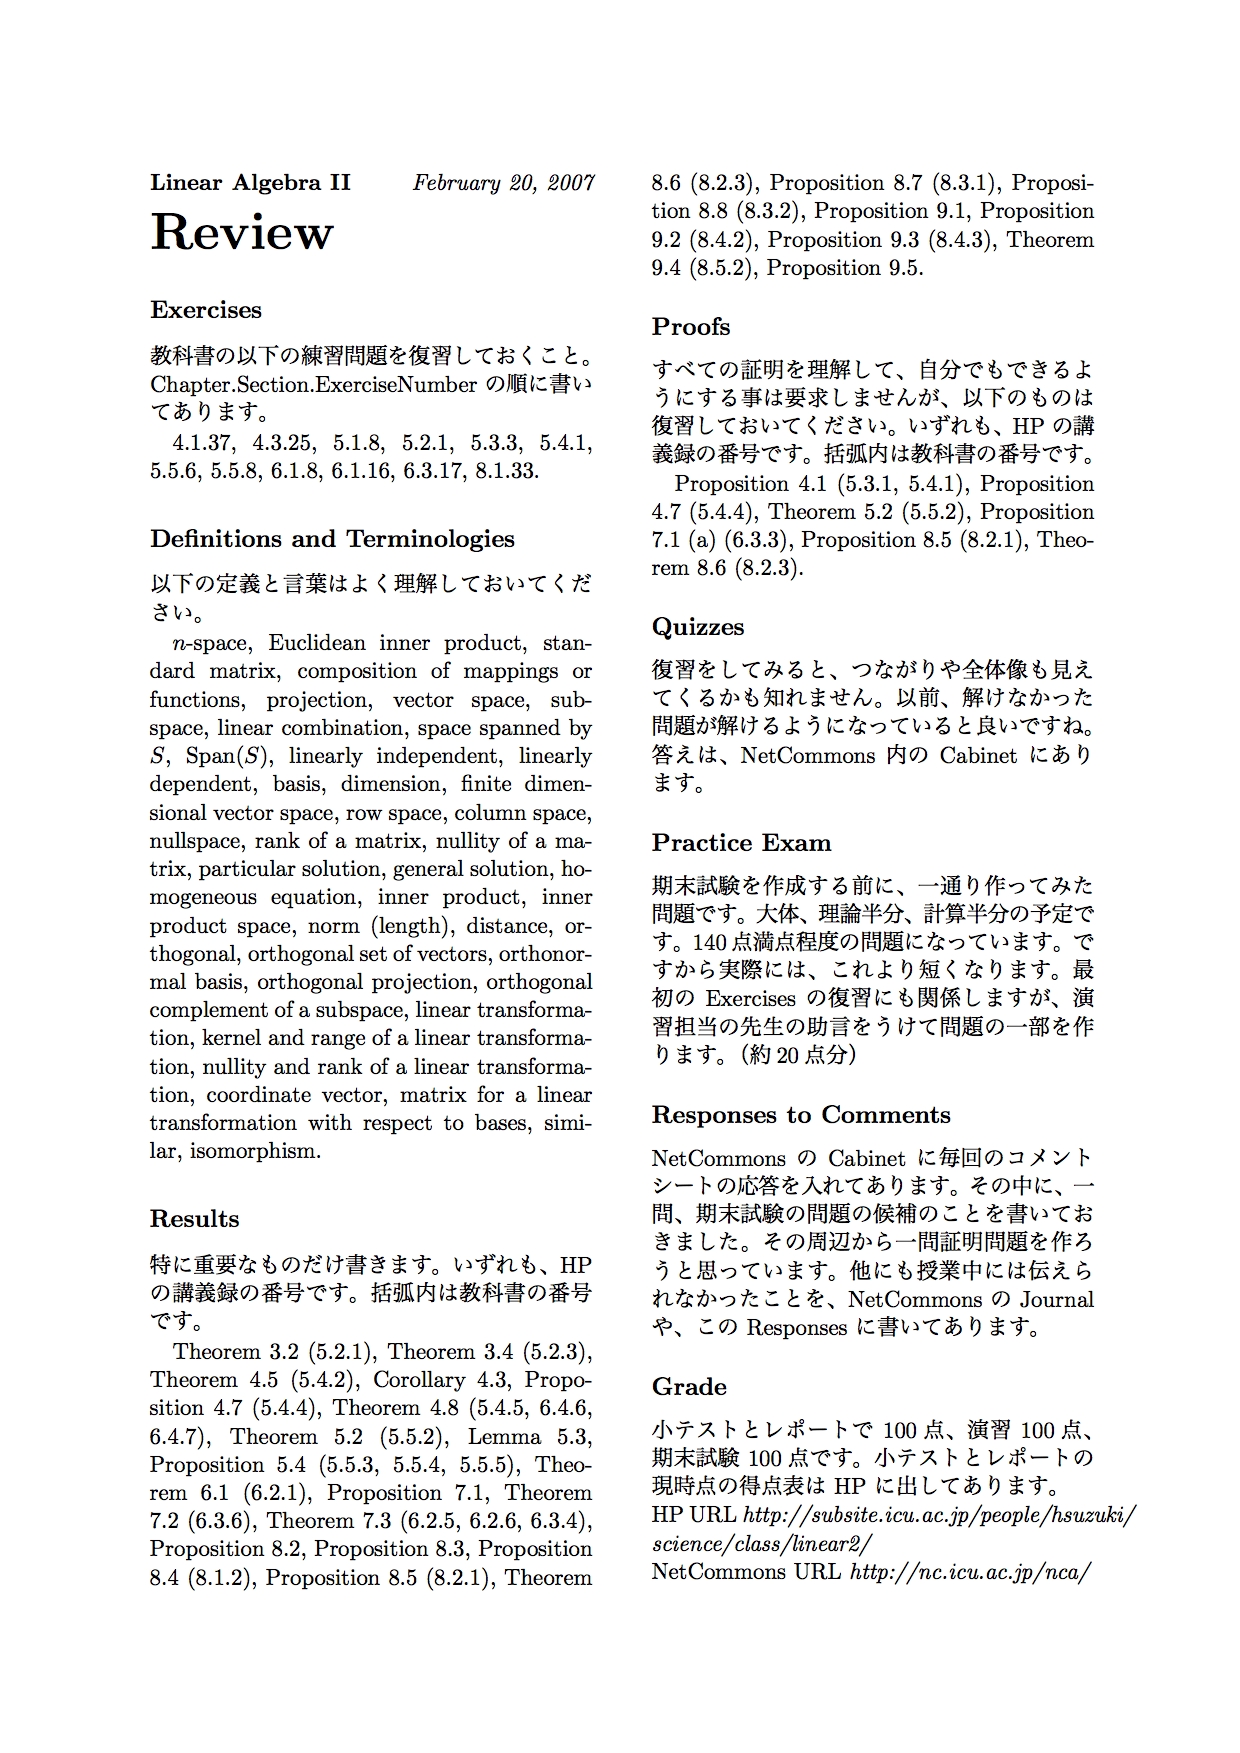 Linear Algebra II February 20, 2007
Review
Exercises
教科書の以下の練習問題を復習しておくこと。
Chapter.Section.ExerciseNumber の順に書い
てあります。
4.1.37, 4.3.25, 5.1.8, 5.2.1, 5.3.3, 5.4.1,
5.5.6, 5.5.8, 6.1.8, 6.1.16, 6.3.17, 8.1.33.
Definitions and Terminologies
以下の定義と言葉はよく理解しておいてくだ
さい。
n-space, Euclidean inner product, stan-
dard matrix, composition of mappings or
functions, projection, vector space, sub-
space, linear combination, space spanned by
S, Span(S), linearly independent, linearly
dependent, basis, dimension, finite dimen-
sional vector space, row space, column space,
nullspace, rank of a matrix, nullity of a ma-
trix, particular solution, general solution, ho-
mogeneous equation, inner product, inner
product space, norm (length), distance, or-
thogonal, orthogonal set of vectors, orthonor-
mal basis, orthogonal projection, orthogonal
complement of a subspace, linear transforma-
tion, kernel and range of a linear transforma-
tion, nullity and rank of a linear transforma-
tion, coordinate vector, matrix for a linear
transformation with respect to bases, simi-
lar, isomorphism.
Results
特に重要なものだけ書きます。いずれも、HP
の講義録の番号です。括弧内は教科書の番号
です。
Theorem 3.2 (5.2.1), Theorem 3.4 (5.2.3),
Theorem 4.5 (5.4.2), Corollary 4.3, Propo-
sition 4.7 (5.4.4), Theorem 4.8 (5.4.5, 6.4.6,
6.4.7), Theorem 5.2 (5.5.2), Lemma 5.3,
Proposition 5.4 (5.5.3, 5.5.4, 5.5.5), Theo-
rem 6.1 (6.2.1), Proposition 7.1, Theorem
7.2 (6.3.6), Theorem 7.3 (6.2.5, 6.2.6, 6.3.4),
Proposition 8.2, Proposition 8.3, Proposition
8.4 (8.1.2), Proposition 8.5 (8.2.1), Theorem
8.6 (8.2.3), Proposition 8.7 (8.3.1), Proposi-
tion 8.8 (8.3.2), Proposition 9.1, Proposition
9.2 (8.4.2), Proposition 9.3 (8.4.3), Theorem
9.4 (8.5.2), Proposition 9.5.
Proofs
すべての証明を理解して、自分でもできるよ
うにする事は要求しませんが、以下のものは
復習しておいてください。いずれも、HP の講
義録の番号です。括弧内は教科書の番号です。
Proposition 4.1 (5.3.1, 5.4.1), Proposition
4.7 (5.4.4), Theorem 5.2 (5.5.2), Proposition
7.1 (a) (6.3.3), Proposition 8.5 (8.2.1), Theo-
rem 8.6 (8.2.3).
Quizzes
復習をしてみると、つながりや全体像も見え
てくるかも知れません。以前、解けなかった
問題が解けるようになっていると良いですね。
答えは、NetCommons 内の Cabinet にあり
ます。
Practice Exam
期末試験を作成する前に、一通り作ってみた
問題です。大体、理論半分、計算半分の予定で
す。140 点満点程度の問題になっています。で
すから実際には、これより短くなります。最
初の Exercises の復習にも関係しますが、演
習担当の先生の助言をうけて問題の一部を作
ります。（約 20 点分）
Responses to Comments
NetCommons の Cabinet に毎回のコメント
シートの応答を入れてあります。その中に、一
問、期末試験の問題の候補のことを書いてお
きました。その周辺から一問証明問題を作ろ
うと思っています。他にも授業中には伝えら
れなかったことを、NetCommons の Journal
や、この Responses に書いてあります。
Grade
小テストとレポートで 100 点、演習 100 点、
期末試験 100 点です。小テストとレポートの
現時点の得点表は HP に出してあります。
HP URL http://subsite.icu.ac.jp/people/hsuzuki/
science/class/linear2/
NetCommons URL http://nc.icu.ac.jp/nca/